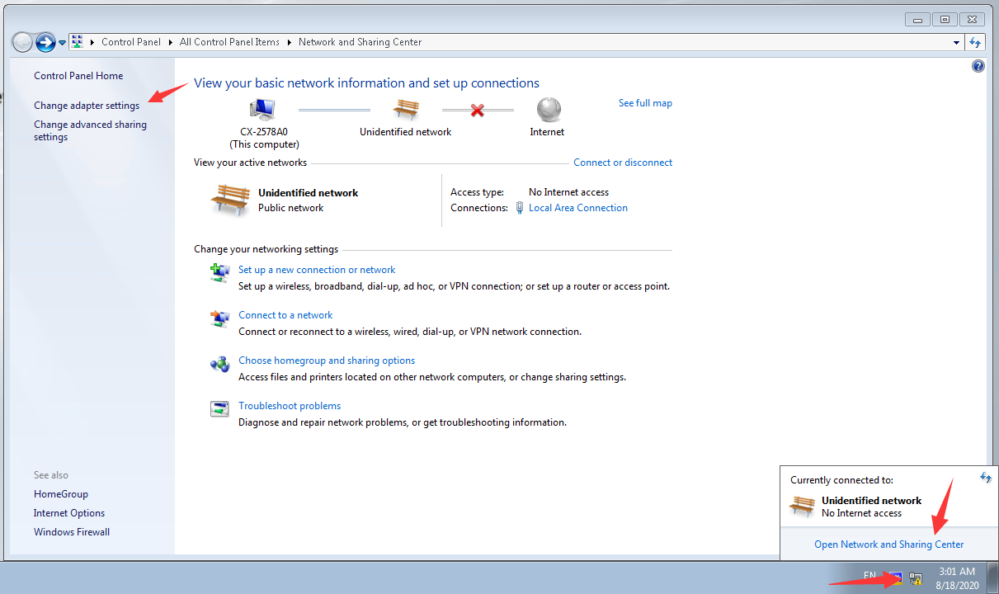 Control Panel
All Control Panel Items
Network and Sharing Center
Control Panel Home
Change adapter settings
Change advanced sharing
settings
View your basic network information and set up connections
See full map
CX-2578A0
(This computer)
Unidentified network
Internet
View your active networks
Connect or disconnect
Unidentified network
Public network
Access type:
No Internet access
Connections:
Local Area Connection
Change your networking settings
Set up a new connection or network
Set up a wireless, broadband, dial-up, ad hoc, or VPN connection; or set up a router or access point.
Connect to a network
Connect or reconnect to a wireless, wired, dial-up, or VPN network connection.
Choose homegroup and sharing options
Access files and printers located on other network computers, or change sharing settings.
Troubleshoot problems
Diagnose and repair network problems, or get troubleshooting information.
See also
HomeGroup
Internet Options
Windows Firewall
Currently connected to:
Unidentified network
No Internet access
Open Network and Sharing Center
EN
3:01 AM
8/18/2020